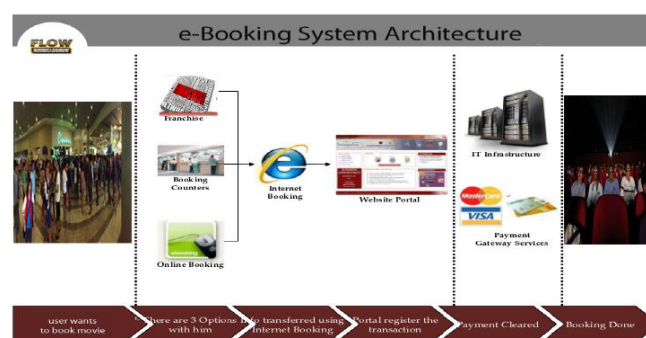 FLOW
e-Booking System Architecture
Franchise
Booking
Counters
Online Booking
Internet
Booking
Website Portal
IT Infrastructure
MasterCard
VISA
Payment
Gateway Services
user wants
to book movie
There are 3 Options
with him
Info transferred using
Internet Booking
Portal register the
transaction
Payment Cleared
Booking Done